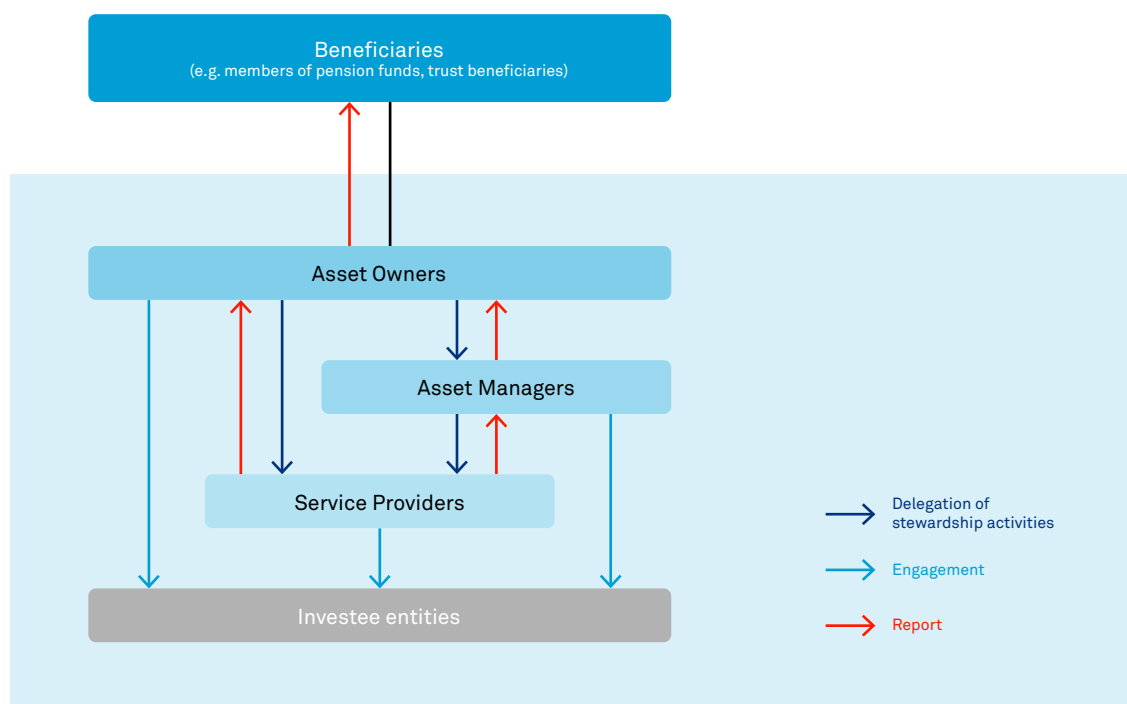 Beneficiaries
(e.g. members of pension funds, trust beneficiaries)
Asset Owners
Asset Managers
Service Providers
Investee entities
Delegation of
stewardship activities
Engagement
Report